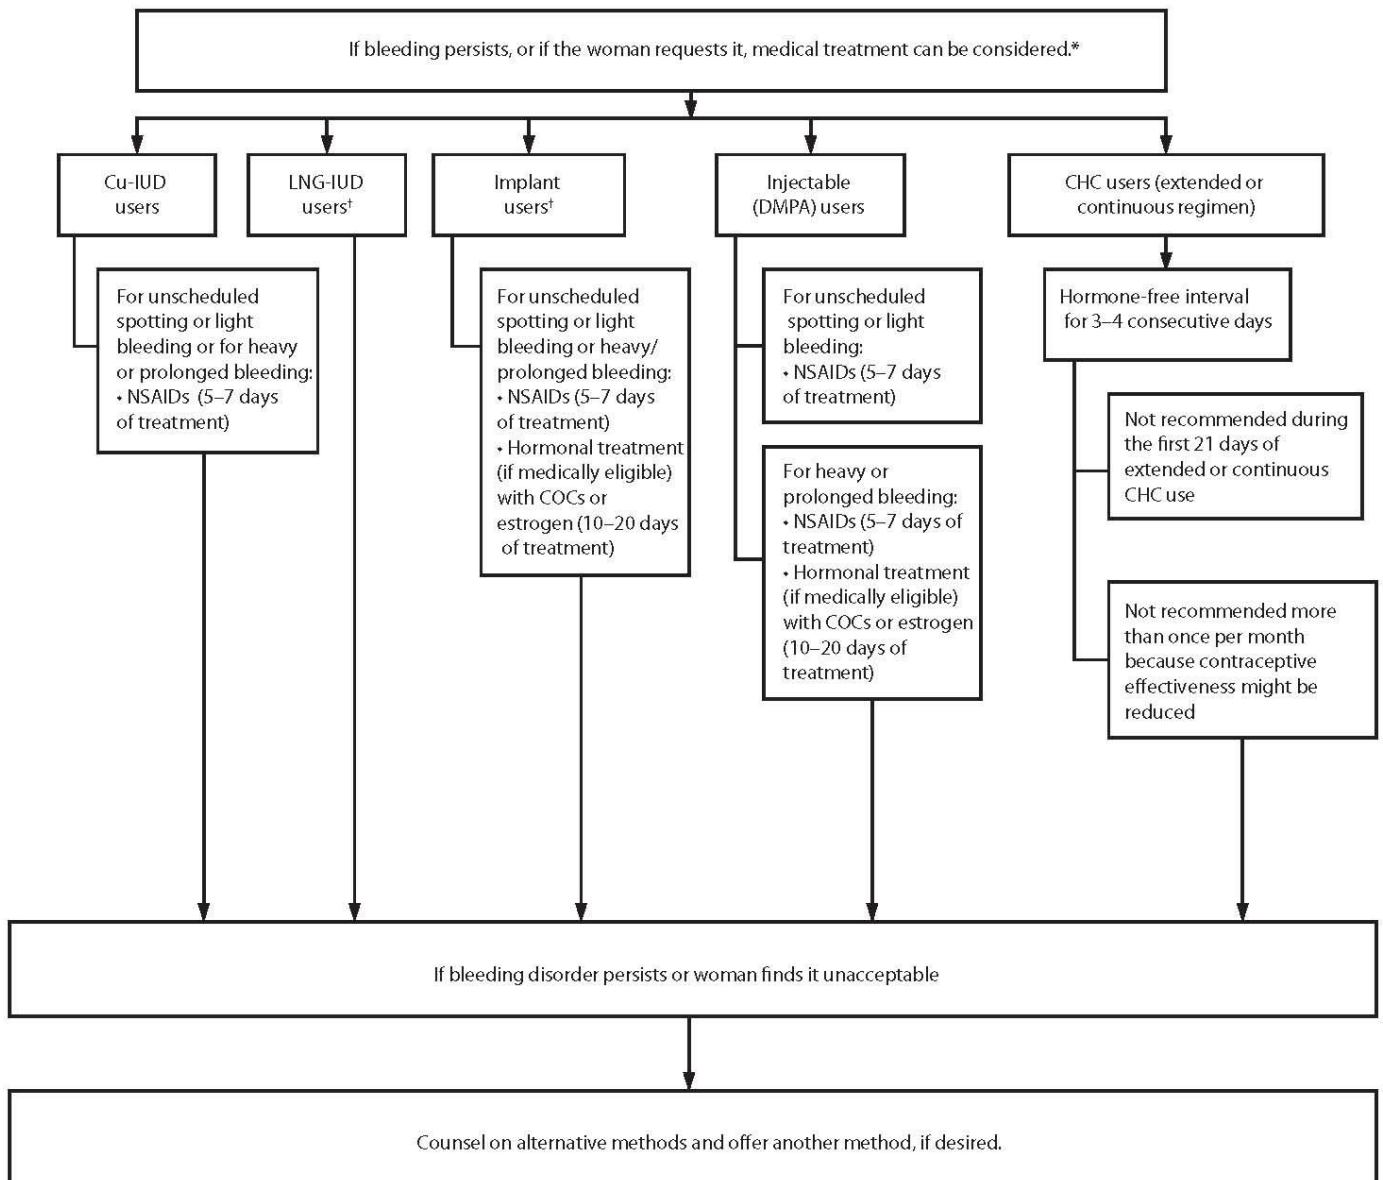 If bleeding persists, or if the woman requests it, medical treatment can be considered.*
Cu-IUD
users
LNG-IUD
users†
Implant
users†
Injectable
(DMPA) users
CHC users (extended or
continuous regimen)
For unscheduled
spotting or light
bleeding or for heavy
or prolonged bleeding:
• NSAIDs (5–7 days
of treatment)
For unscheduled
spotting or light
bleeding or heavy/
prolonged bleeding:
• NSAIDs (5–7 days
of treatment)
• Hormonal treatment
(if medically eligible)
with COCs or
estrogen (10–20 days
of treatment)
For unscheduled
spotting or light
bleeding:
• NSAIDs (5–7 days
of treatment)
For heavy or
prolonged bleeding:
• NSAIDs (5–7 days of
treatment)
• Hormonal treatment
(if medically eligible)
with COCs or estrogen
(10–20 days of
treatment)
Hormone-free interval
for 3–4 consecutive days
Not recommended during
the first 21 days of
extended or continuous
CHC use
Not recommended more
than once per month
because contraceptive
effectiveness might be
reduced
If bleeding disorder persists or woman finds it unacceptable
Counsel on alternative methods and offer another method, if desired.